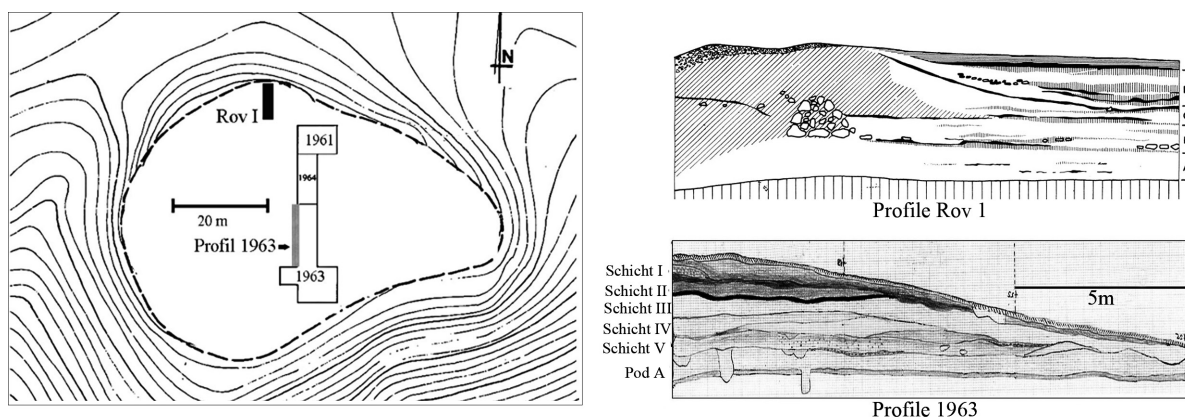 N
Rov I
1961
1964
20 m
Profil 1963
1963
Profile Rov 1
Schicht I
Schicht II
Schicht III
Schicht IV
Schicht V
Pod A
5m
Profile 1963